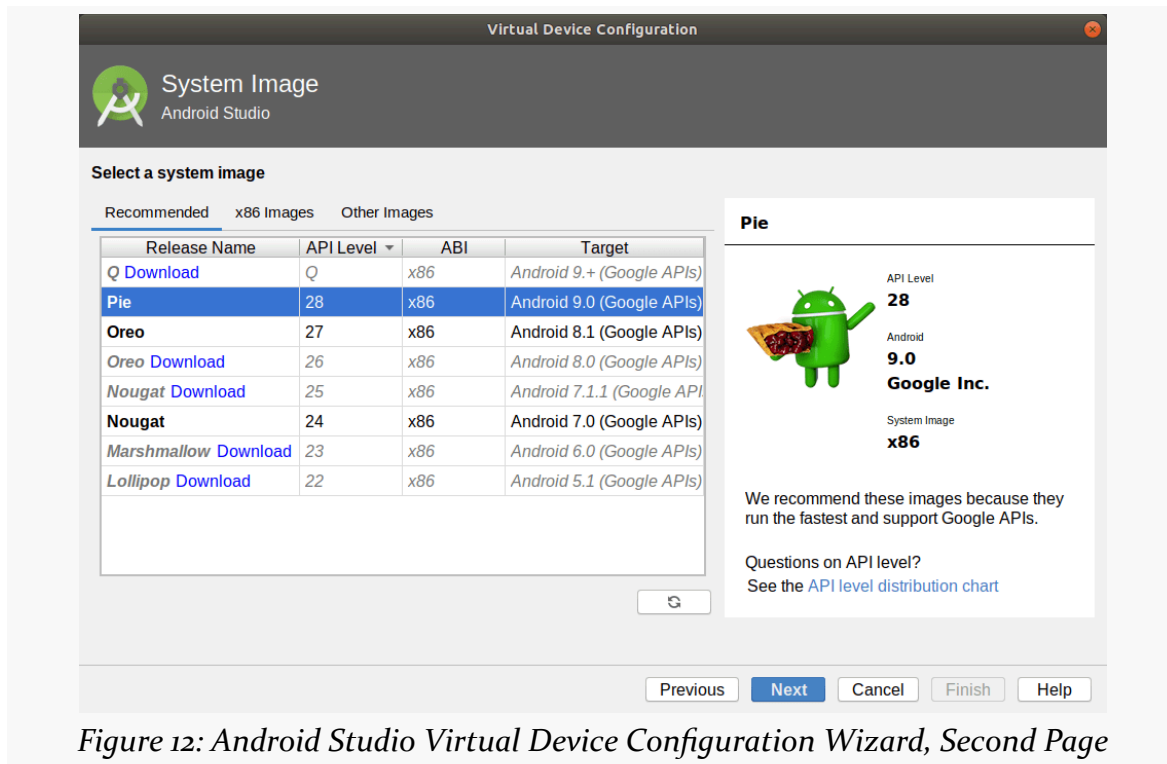 Virtual Device Configuration
System Image
Android Studio
Select a system image
Recommended x86 Images Other Images
Release Name API Level ABI Target
Q Download Q x86 Android 9.+ (Google APIs)
Pie 28 x86 Android 9.0 (Google APIs)
Oreo 27 x86 Android 8.1 (Google APIs)
Oreo Download 26 x86 Android 8.0 (Google APIs)
Nougat Download 25 x86 Android 7.1.1 (Google API
Nougat 24 x86 Android 7.0 (Google APIs)
Marshmallow Download 23 x86 Android 6.0 (Google APIs)
Lollipop Download 22 x86 Android 5.1 (Google APIs)
Pie
API Level
28
Android
9.0
Google Inc.
System Image
x86
We recommend these images because they
run the fastest and support Google APIs.
Questions on API level?
See the API level distribution chart
Previous Next Cancel Finish Help
Figure 12: Android Studio Virtual Device Configuration Wizard, Second Page